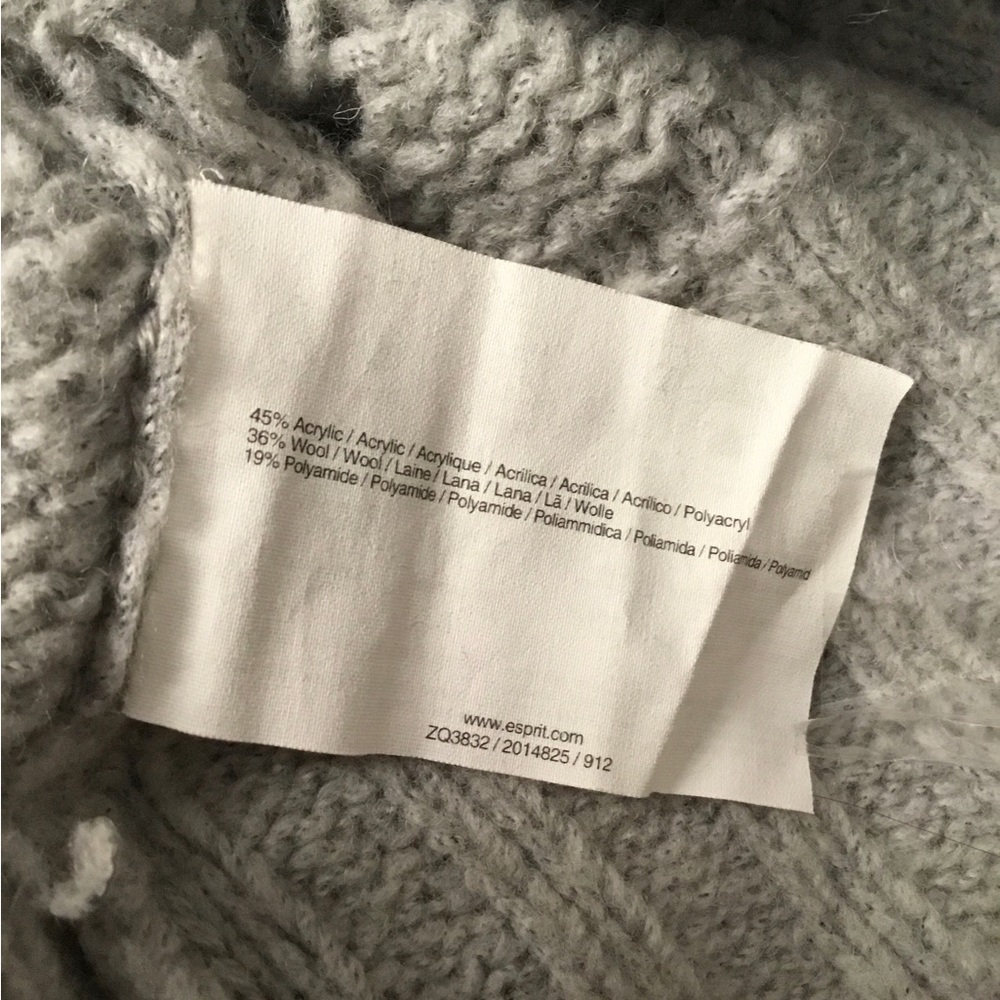 45% Acrylic / Acrylic / Acrylique / Acrilica / Acrilica / Acrílico / Polyacryl
36% Wool / Wool / Laine / Lana / Lana / Lã / Wolle
19% Polyamide / Polyamide / Polyamide / Poliammidica / Poliamida / Poliamida / Polyamid
www.esprit.com
ZQ3832 / 2014825 / 912